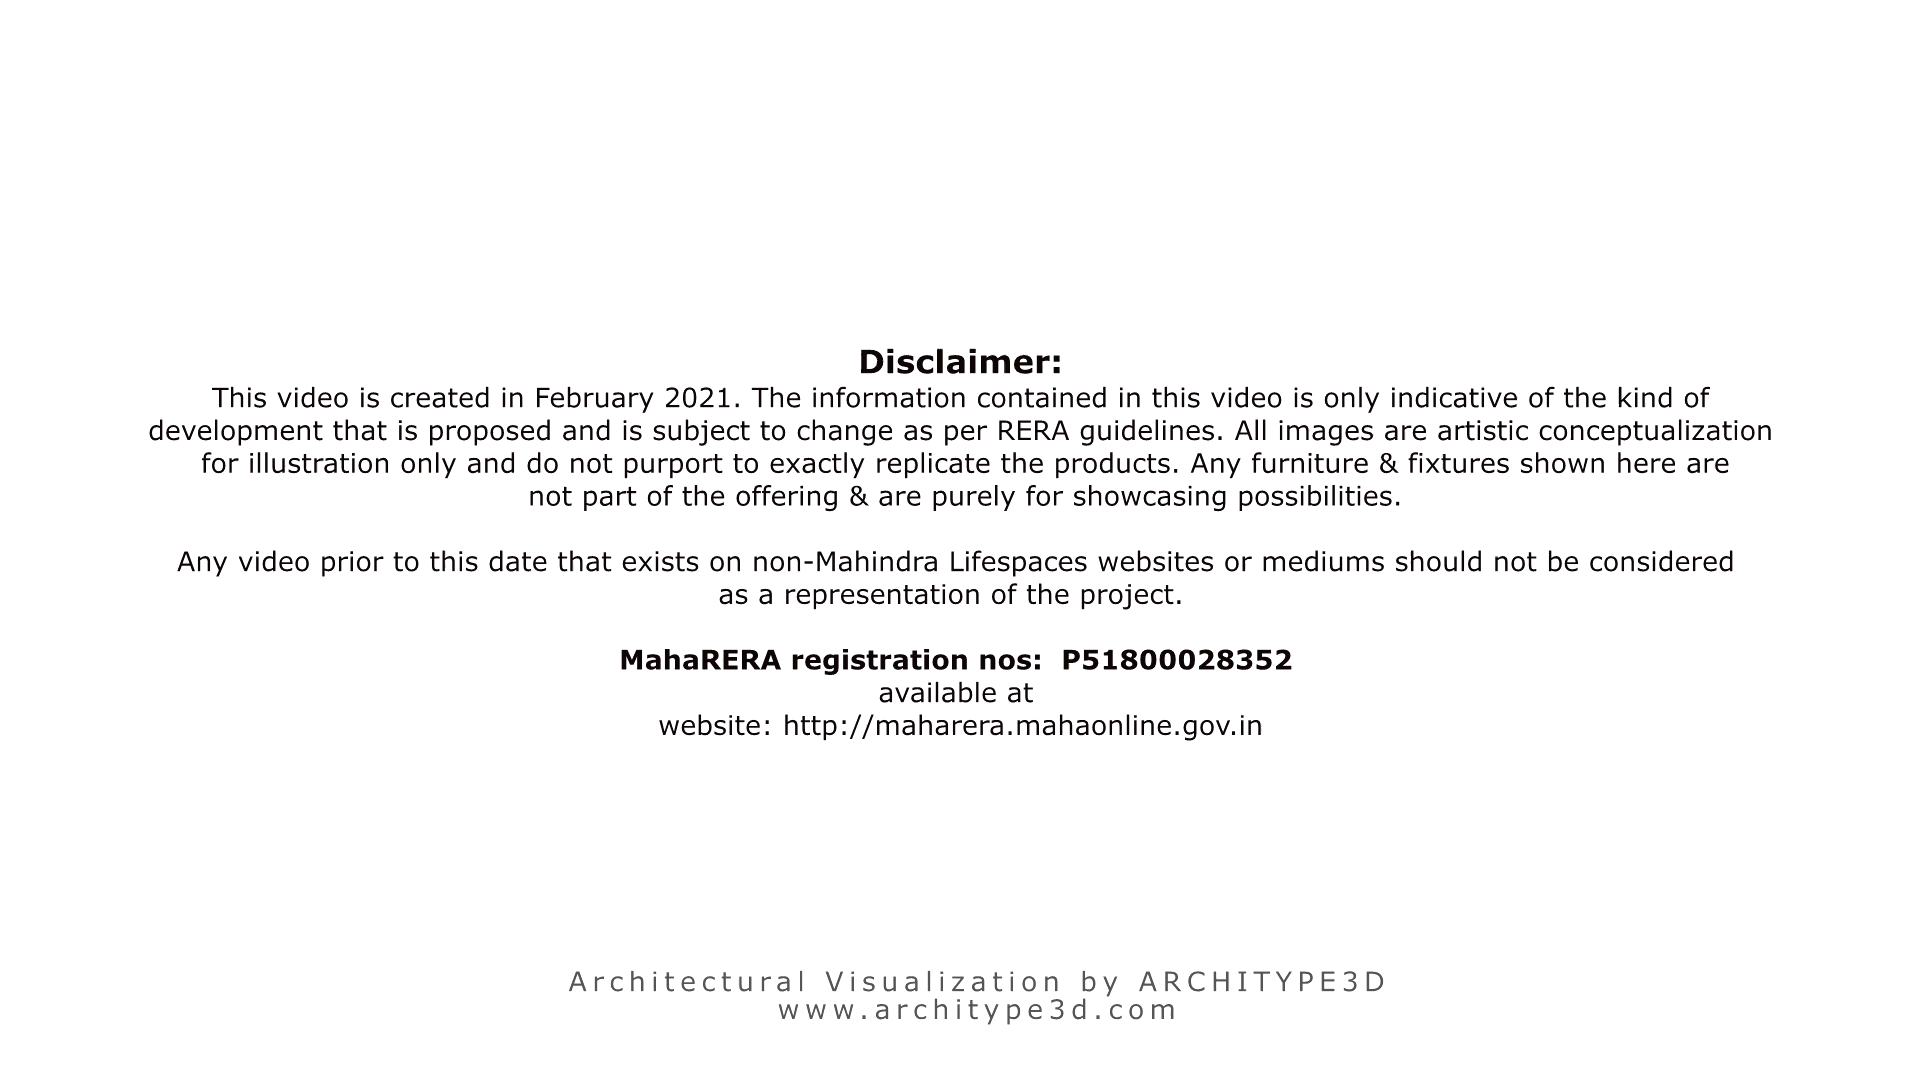 Disclaimer:
This video is created in February 2021. The information contained in this video is only indicative of the kind of
development that is proposed and is subject to change as per RERA guidelines. All images are artistic conceptualization
for illustration only and do not purport to exactly replicate the products. Any furniture & fixtures shown here are
not part of the offering & are purely for showcasing possibilities.
Any video prior to this date that exists on non-Mahindra Lifespaces websites or mediums should not be considered
as a representation of the project.
MahaRERA registration nos:  P51800028352
available at
website: http://maharera.mahaonline.gov.in
Architectural Visualization by ARCHITYPE3D
www.architype3d.com